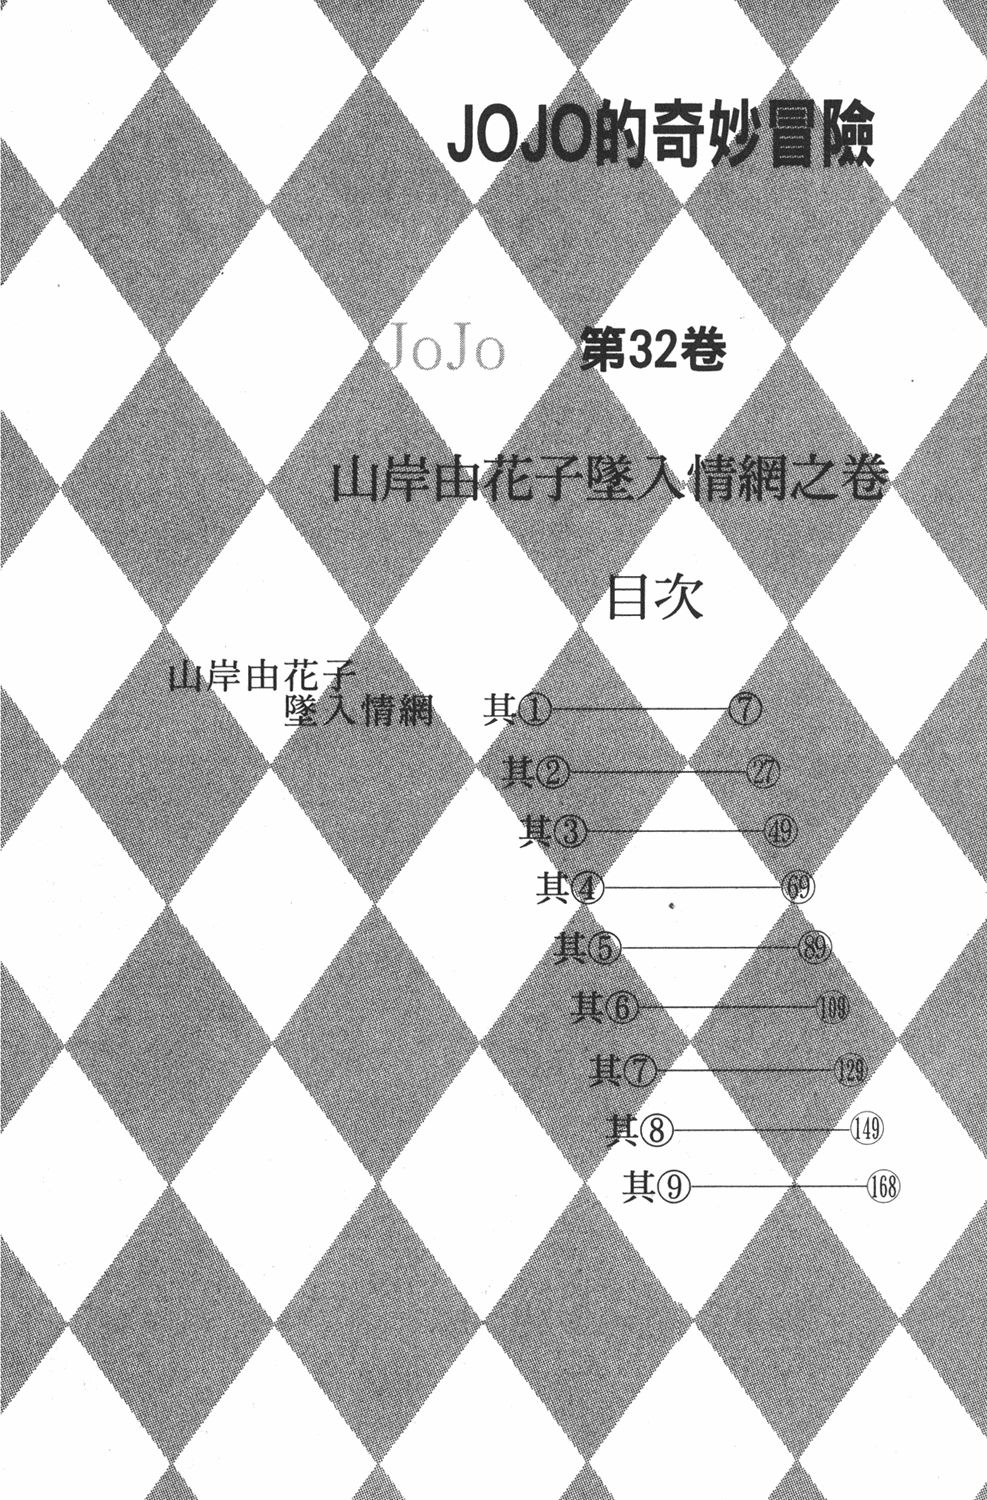 JOJO的奇妙冒險
JoJo 第32卷
山岸由花子墜入情網之卷
目次
山岸由花子
墜入情網 其① ⑦
其② ㉗
其③ ㊾
其④ 69
其⑤ 89
其⑥ 109
其⑦ 129
其⑧ 149
其⑨ 168